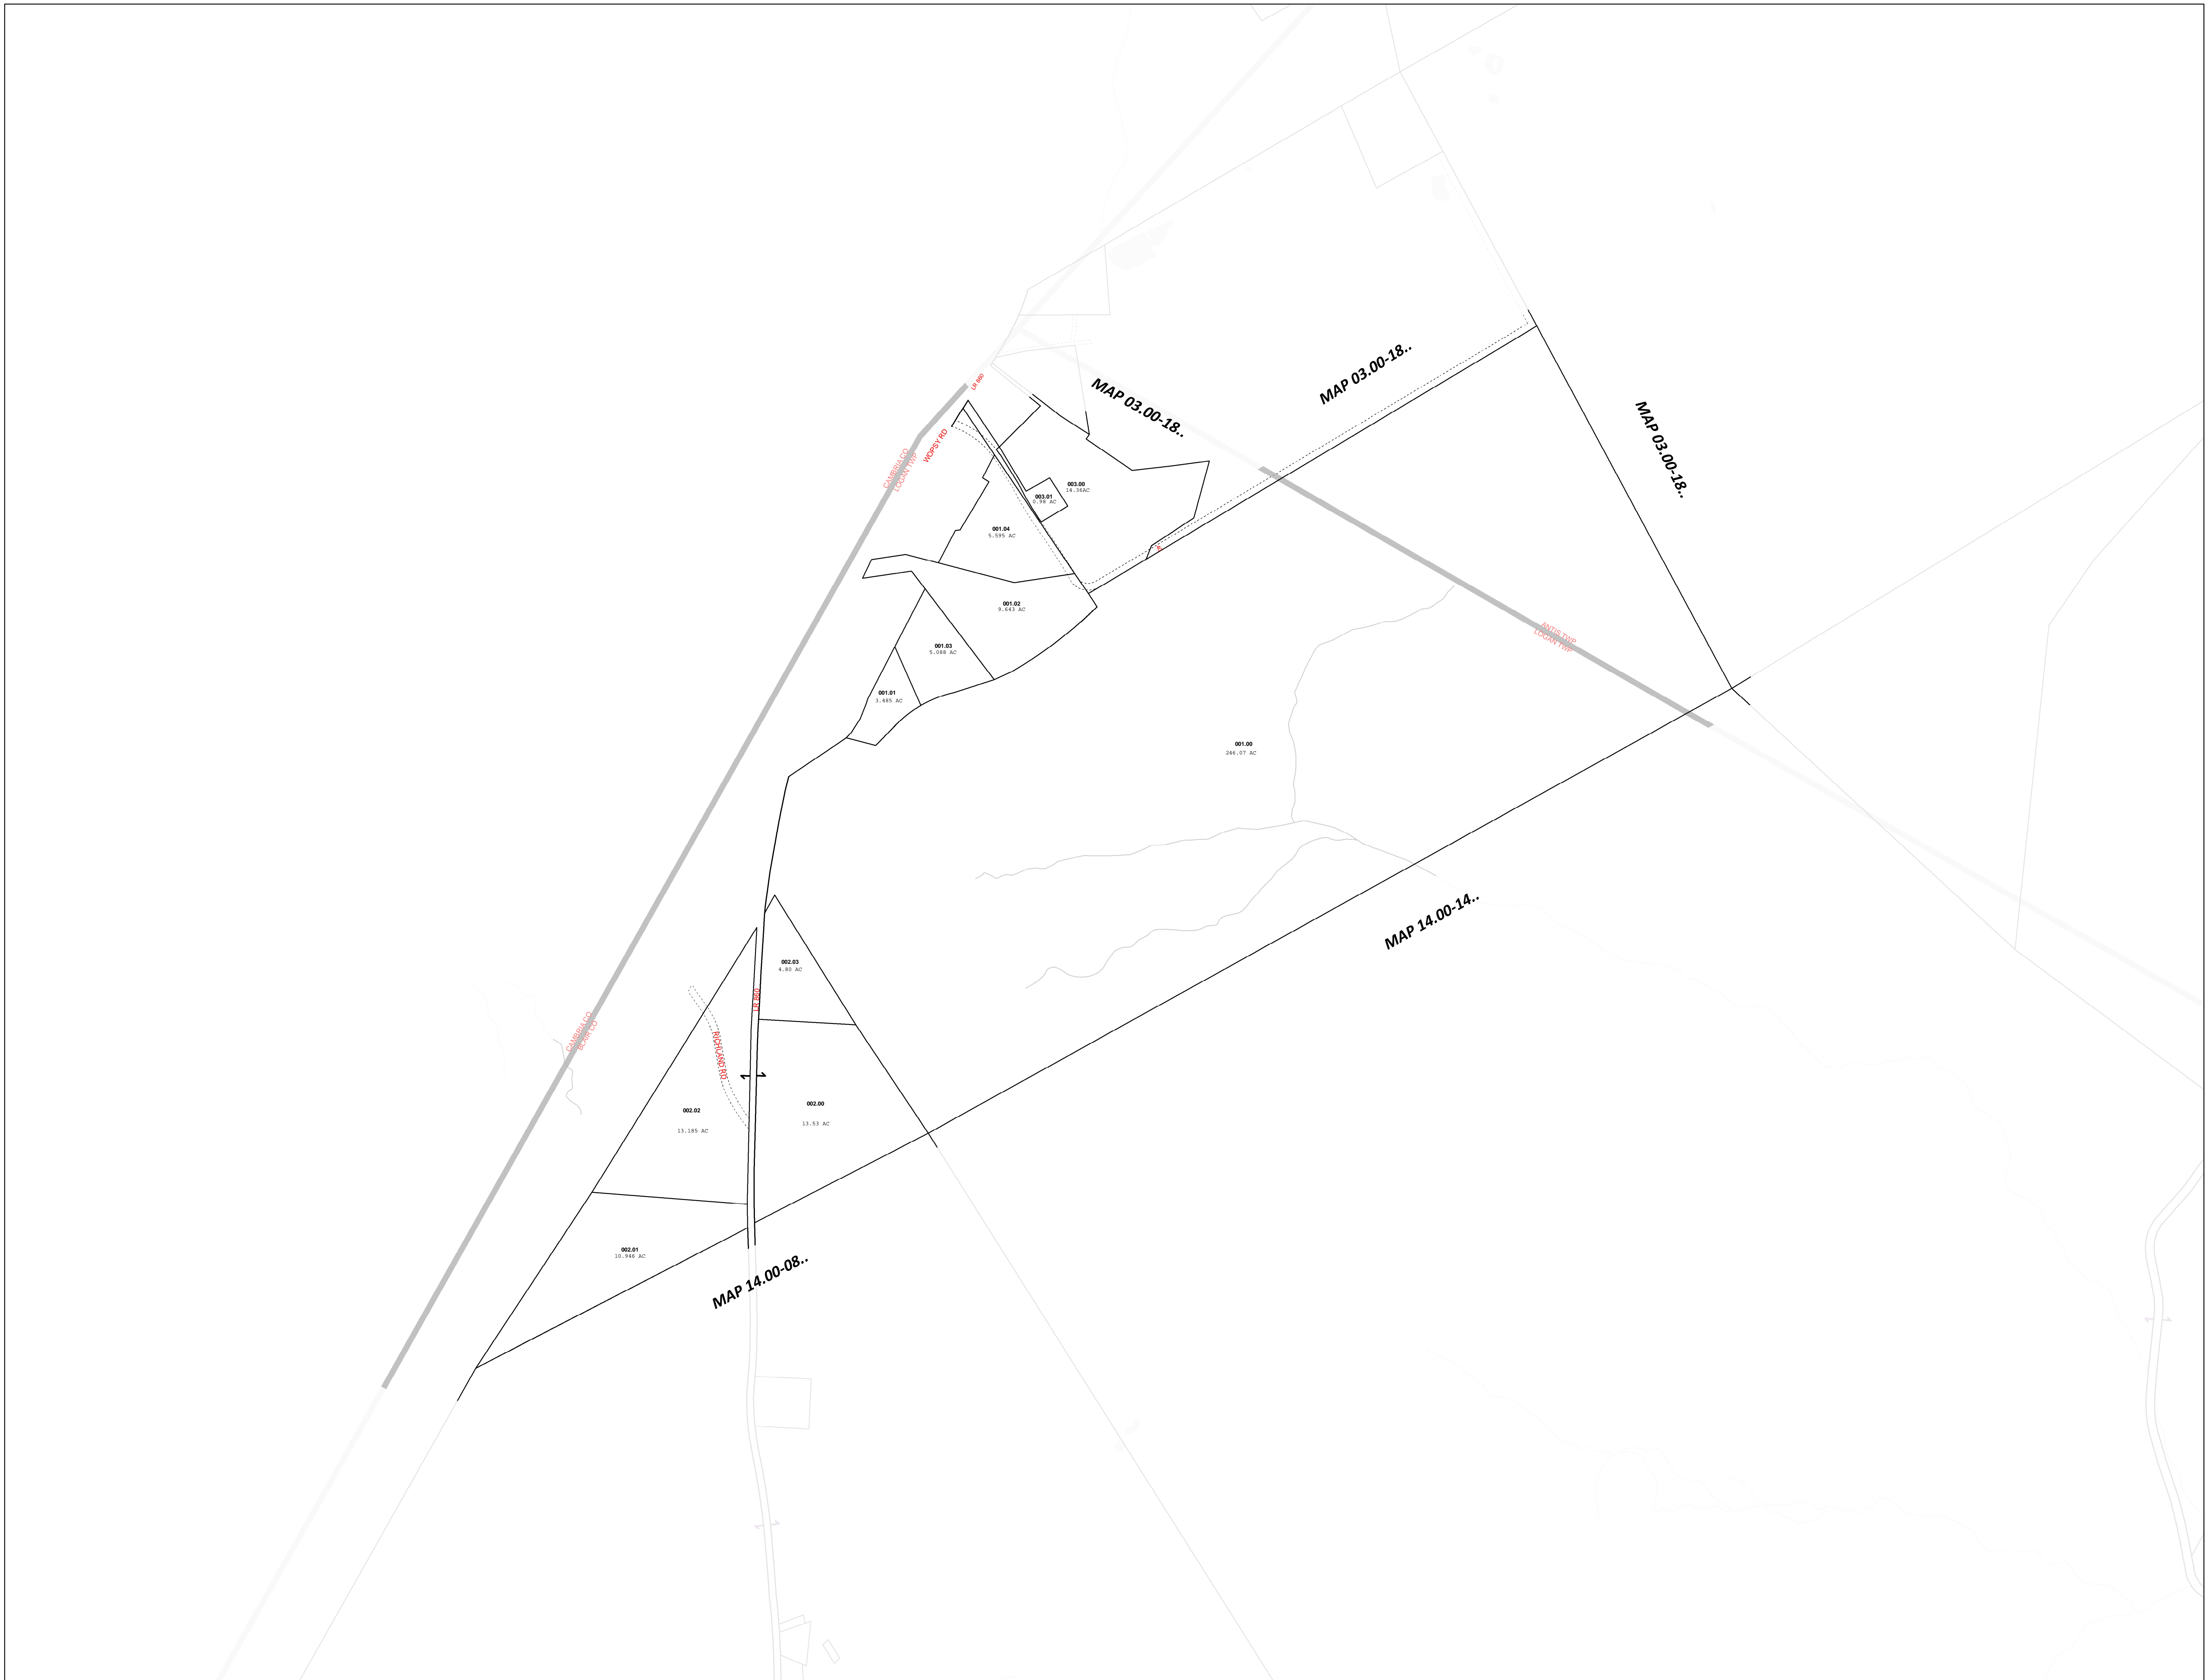 LR 860
WOPSY RD
CAMBRIA CO
LOGAN TWP
MAP 03.00-18..
MAP 03.00-18..
MAP 03.00-18..
003.00
14.36AC
003.01
0.98 AC
001.04
5.595 AC
001.02
9.643 AC
001.03
5.088 AC
001.01
3.485 AC
ANTIS TWP
LOGAN TWP
001.00
246.07 AC
MAP 14.00-14..
002.03
4.80 AC
LR 860
CAMBRIA CO
BLAIR CO
RICHLAND RD
002.02
13.185 AC
002.00
13.53 AC
002.01
10.946 AC
MAP 14.00-08..